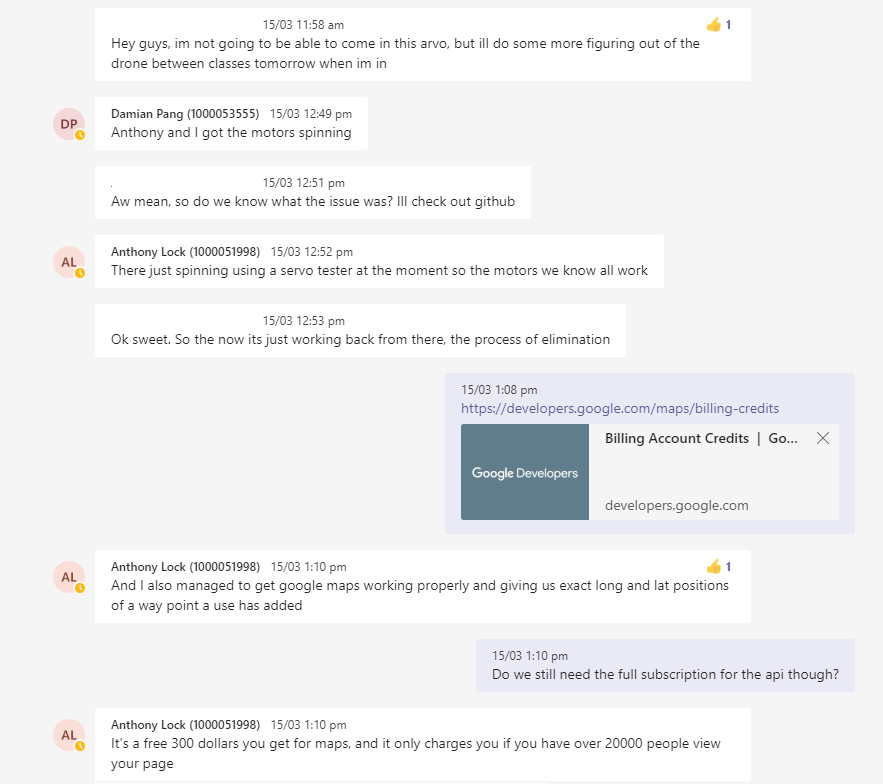 15/03 11:58 am
👍 1
Hey guys, im not going to be able to come in this arvo, but ill do some more figuring out of the
drone between classes tomorrow when im in
DP
Damian Pang (1000053555) 15/03 12:49 pm
Anthony and I got the motors spinning
. 15/03 12:51 pm
Aw mean, so do we know what the issue was? Ill check out github
AL
Anthony Lock (1000051998) 15/03 12:52 pm
There just spinning using a servo tester at the moment so the motors we know all work
15/03 12:53 pm
Ok sweet. So the now its just working back from there, the process of elimination
15/03 1:08 pm
https://developers.google.com/maps/billing-credits
Google Developers
Billing Account Credits | Go...
developers.google.com
AL
Anthony Lock (1000051998) 15/03 1:10 pm
👍 1
And I also managed to get google maps working properly and giving us exact long and lat positions
of a way point a use has added
15/03 1:10 pm
Do we still need the full subscription for the api though?
AL
Anthony Lock (1000051998) 15/03 1:10 pm
It's a free 300 dollars you get for maps, and it only charges you if you have over 20000 people view
your page